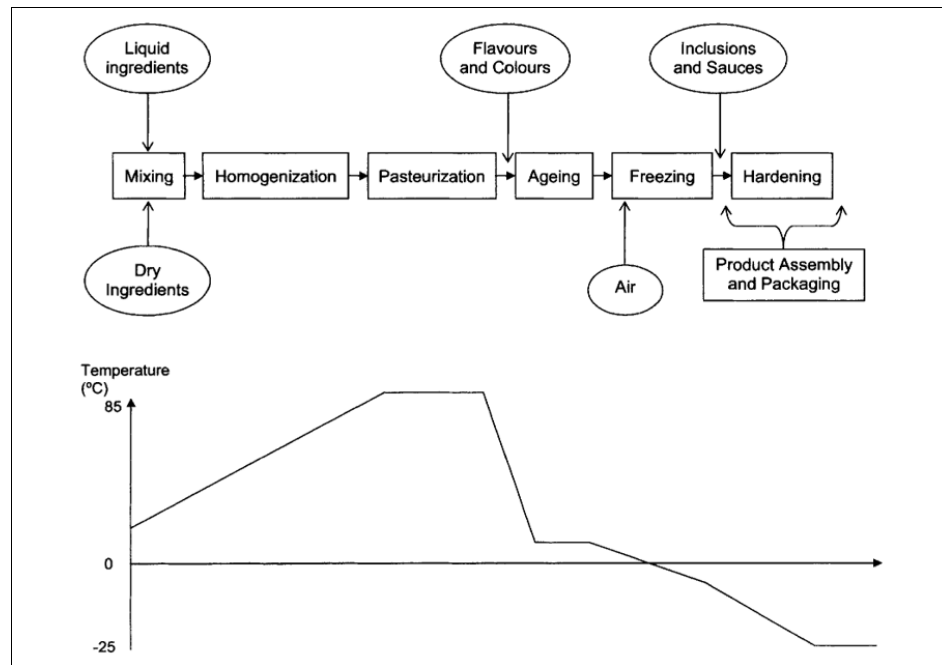 Liquid
ingredients
Flavours
and Colours
Inclusions
and Sauces
Mixing
Homogenization
Pasteurization
Ageing
Freezing
Hardening
Dry
Ingredients
Air
Product Assembly
and Packaging
Temperature
(ºC)
85
0
-25